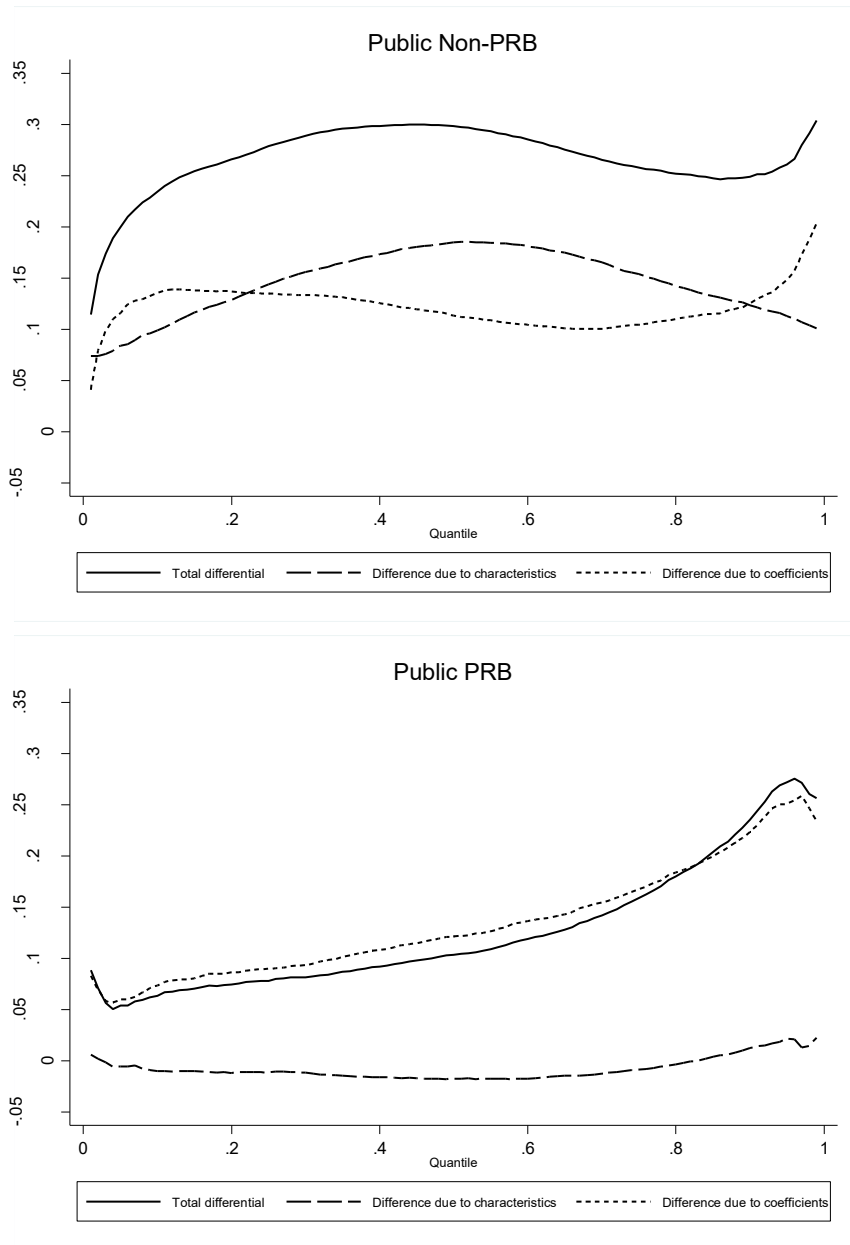 Public Non-PRB
.35
.3
.25
.2
.15
.1
.05
0
-.05
0 .2 .4 .6 .8 1
Quantile
Total differential Difference due to characteristics Difference due to coefficients
Public PRB
.35
.3
.25
.2
.15
.1
.05
0
-.05
0 .2 .4 .6 .8 1
Quantile
Total differential Difference due to characteristics Difference due to coefficients